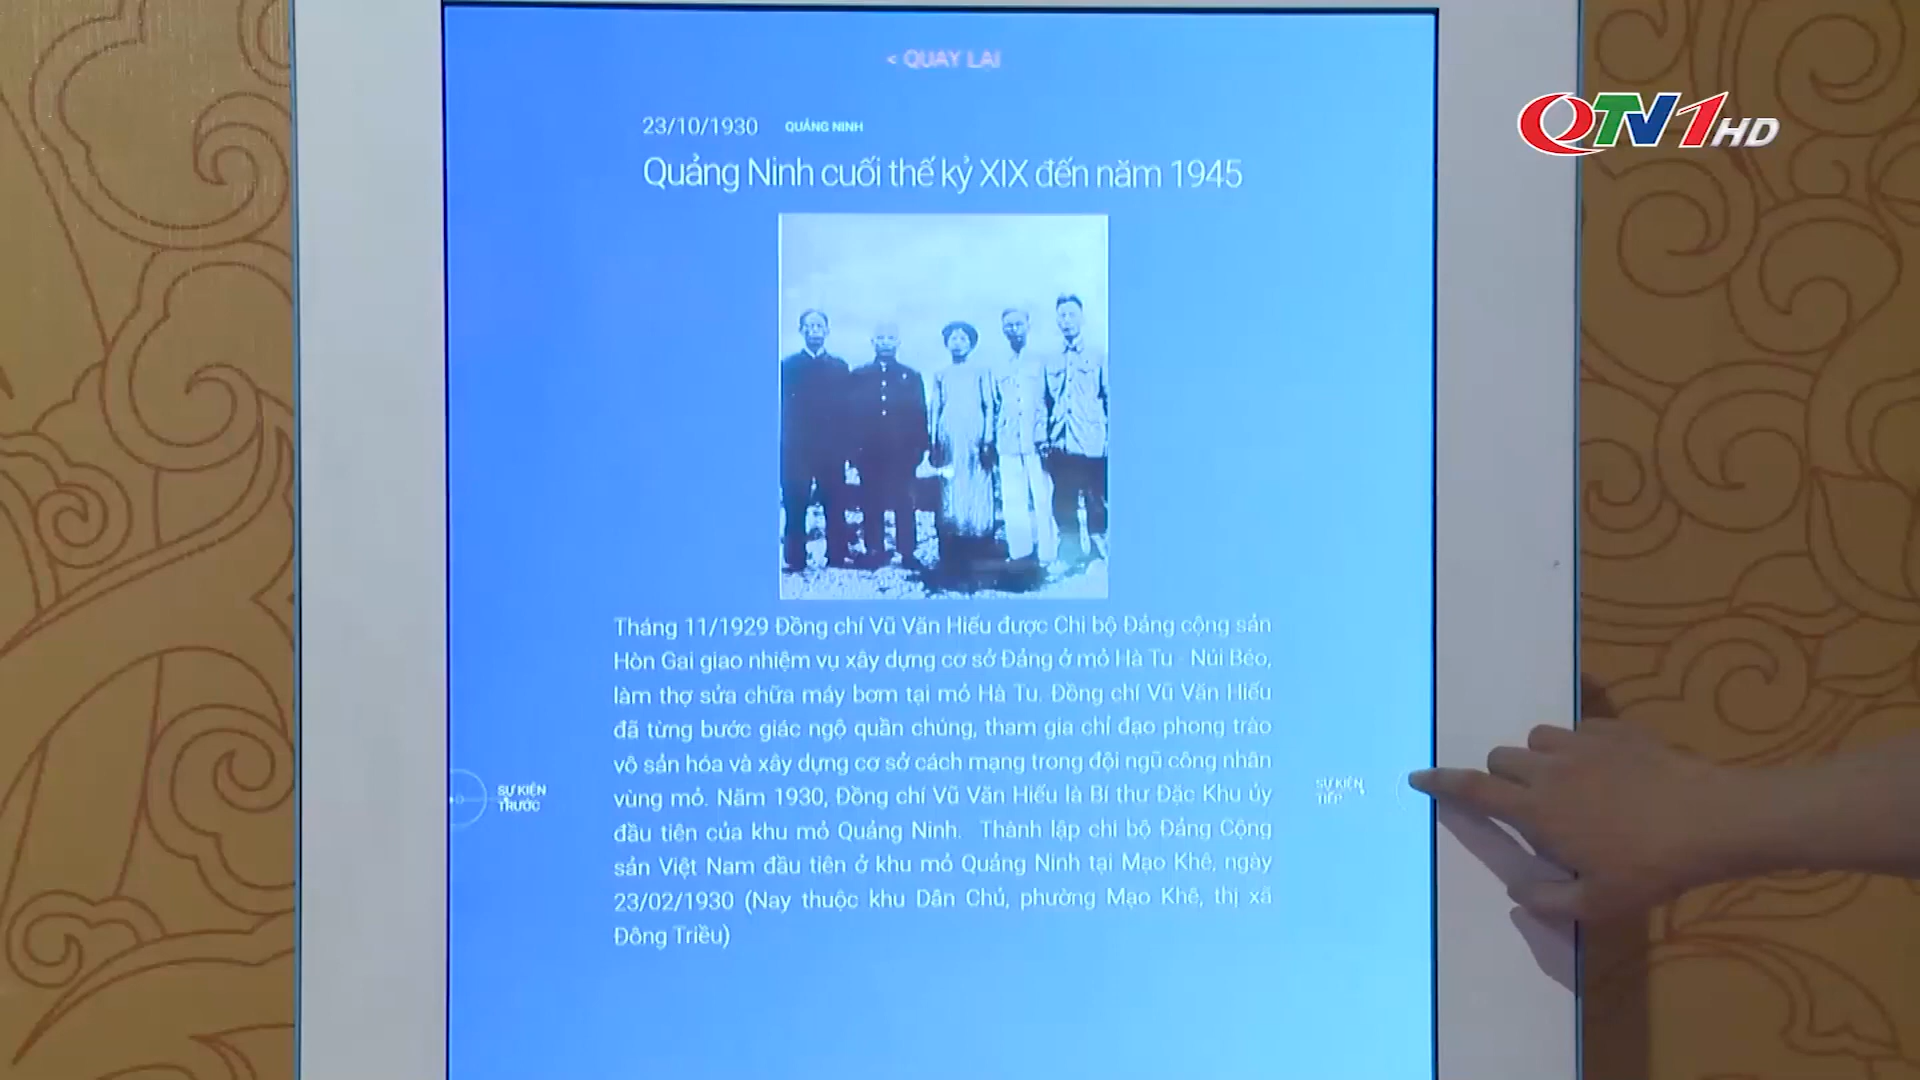 < QUAY LẠI
QTV1HD
23/10/1930 QUẢNG NINH
Quảng Ninh cuối thế kỷ XIX đến năm 1945
Tháng 11/1929 Đồng chí Vũ Văn Hiếu được Chi bộ Đảng cộng sản
Hòn Gai giao nhiệm vụ xây dựng cơ sở Đảng ở mỏ Hà Tu - Núi Béo,
làm thợ sửa chữa máy bơm tại mỏ Hà Tu. Đồng chí Vũ Văn Hiếu
đã từng bước giác ngộ quần chúng, tham gia chỉ đạo phong trào
vô sản hóa và xây dựng cơ sở cách mạng trong đội ngũ công nhân
vùng mỏ. Năm 1930, Đồng chí Vũ Văn Hiếu là Bí thư Đặc Khu ủy
đầu tiên của khu mỏ Quảng Ninh. Thành lập chi bộ Đảng Cộng
sản Việt Nam đầu tiên ở khu mỏ Quảng Ninh tại Mạo Khê, ngày
23/02/1930 (Nay thuộc khu Dân Chủ, phường Mạo Khê, thị xã
Đông Triều)
SỰ KIỆN
TRƯỚC
SỰ KIỆN
TIẾP